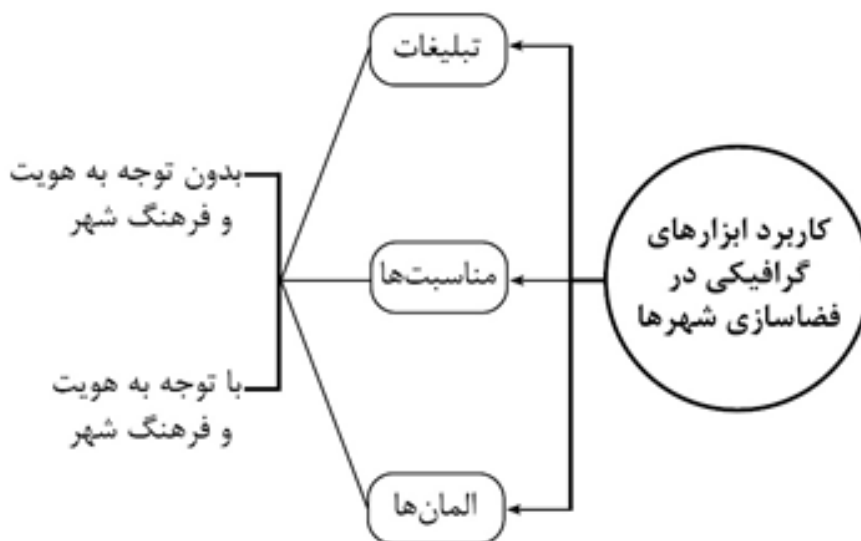 کاربرد ابزارهای
گرافیکی در
فضاسازی شهرها
تبلیغات
مناسبت‌ها
المان‌ها
بدون توجه به هویت
و فرهنگ شهر
با توجه به هویت
و فرهنگ شهر